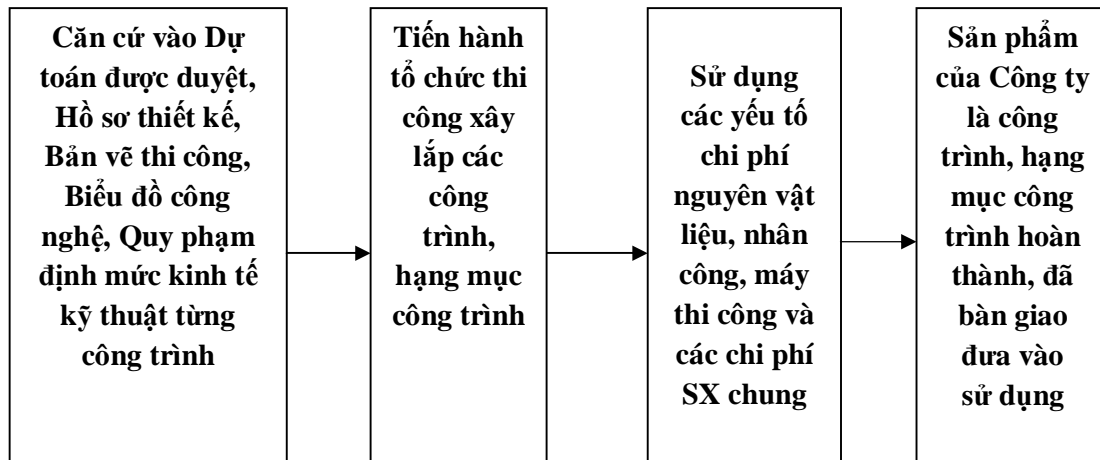 Căn cứ vào Dự
toán được duyệt,
Hồ sơ thiết kế,
Bản vẽ thi công,
Biểu đồ công
nghệ, Quy phạm
định mức kinh tế
kỹ thuật từng
công trình
Tiến hành
tổ chức thi
công xây
lắp các
công
trình,
hạng mục
công trình
Sử dụng
các yếu tố
chi phí
nguyên vật
liệu, nhân
công, máy
thi công và
các chi phí
SX chung
Sản phẩm
của Công ty
là công
trình, hạng
mục công
trình hoàn
thành, đã
bàn giao
đưa vào
sử dụng